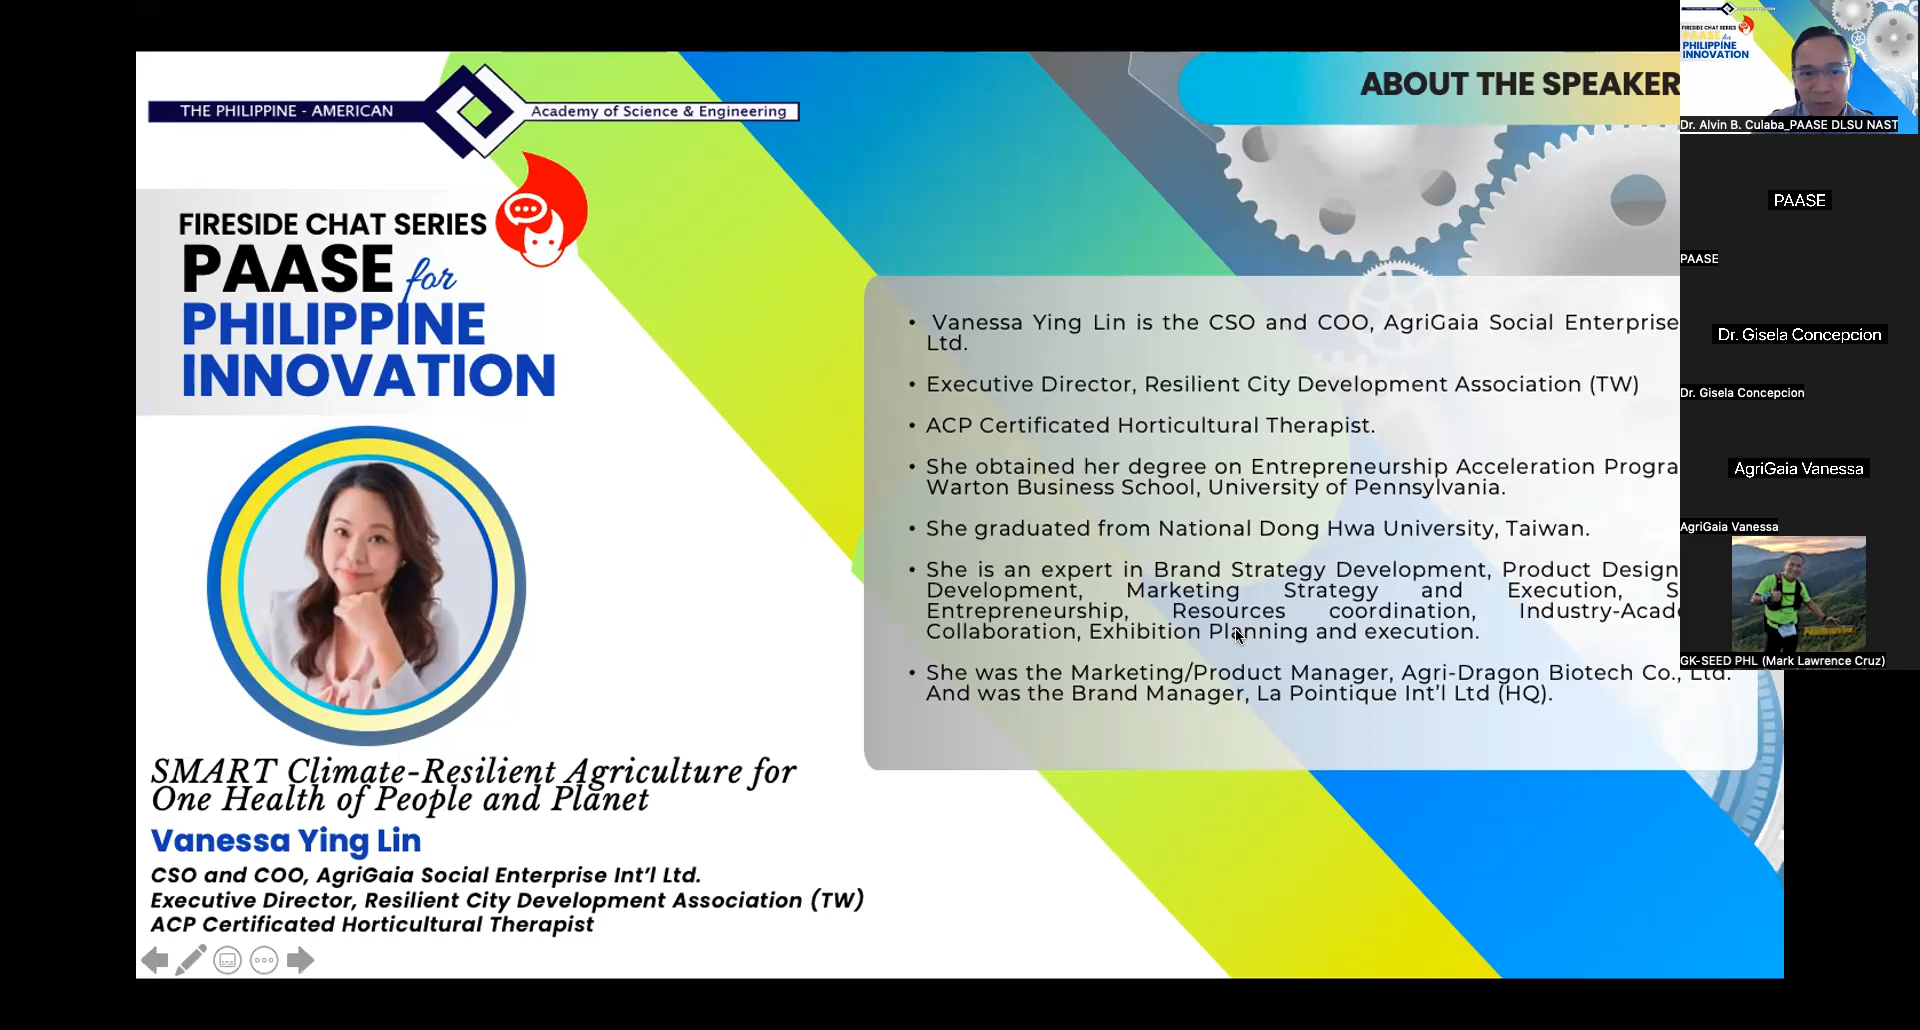 THE PHILIPPINE - AMERICAN
Academy of Science & Engineering
FIRESIDE CHAT SERIES
PAASE for
PHILIPPINE
INNOVATION
SMART Climate-Resilient Agriculture for
One Health of People and Planet
Vanessa Ying Lin
CSO and COO, AgriGaia Social Enterprise Int'l Ltd.
Executive Director, Resilient City Development Association (TW)
ACP Certificated Horticultural Therapist
ABOUT THE SPEAKER
• Vanessa Ying Lin is the CSO and COO, AgriGaia Social Enterprise
Ltd.
• Executive Director, Resilient City Development Association (TW)
• ACP Certificated Horticultural Therapist.
• She obtained her degree on Entrepreneurship Acceleration
Warton Business School, University of Pennsylvania.
• She graduated from National Dong Hwa University, Taiwan.
• She is an expert in Brand Strategy Development, Product Design
Development, Marketing Strategy and Execution,
Entrepreneurship, Resources coordination,
Collaboration, Exhibition Planning and execution.
• She was the Marketing/Product Manager, Agri-Dragon Biotech Co., Ltd.
And was the Brand Manager, La Pointique Int'l Ltd (HQ).
FIRESIDE CHAT SERIES
PAASE for
PHILIPPINE
INNOVATION
Dr. Alvin B. Culaba_PAASE DLSU NAST
PAASE
PAASE
Dr. Gisela Concepcion
Dr. Gisela Concepcion
AgriGaia Vanessa
AgriGaia Vanessa
GK-SEED PHL (Mark Lawrence Cruz)